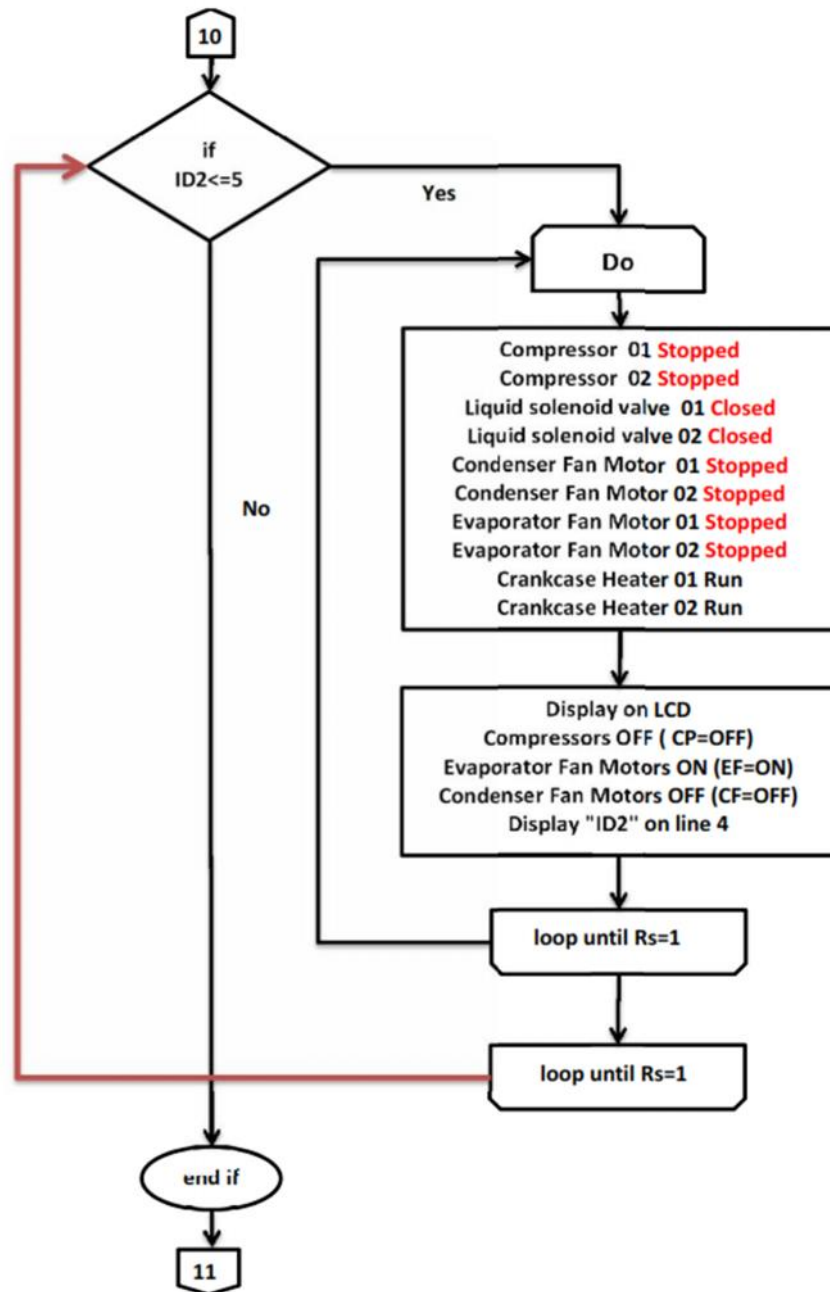 10
if
ID2<=5
Yes
Do
Compressor 01 Stopped
Compressor 02 Stopped
Liquid solenoid valve 01 Closed
Liquid solenoid valve 02 Closed
Condenser Fan Motor 01 Stopped
Condenser Fan Motor 02 Stopped
No
Evaporator Fan Motor 01 Stopped
Evaporator Fan Motor 02 Stopped
Crankcase Heater 01 Run
Crankcase Heater 02 Run
Display on LCD
Compressors OFF ( CP=OFF)
Evaporator Fan Motors ON (EF=ON)
Condenser Fan Motors OFF (CF=OFF)
Display "ID2" on line 4
loop until Rs=1
loop until Rs=1
end if
11